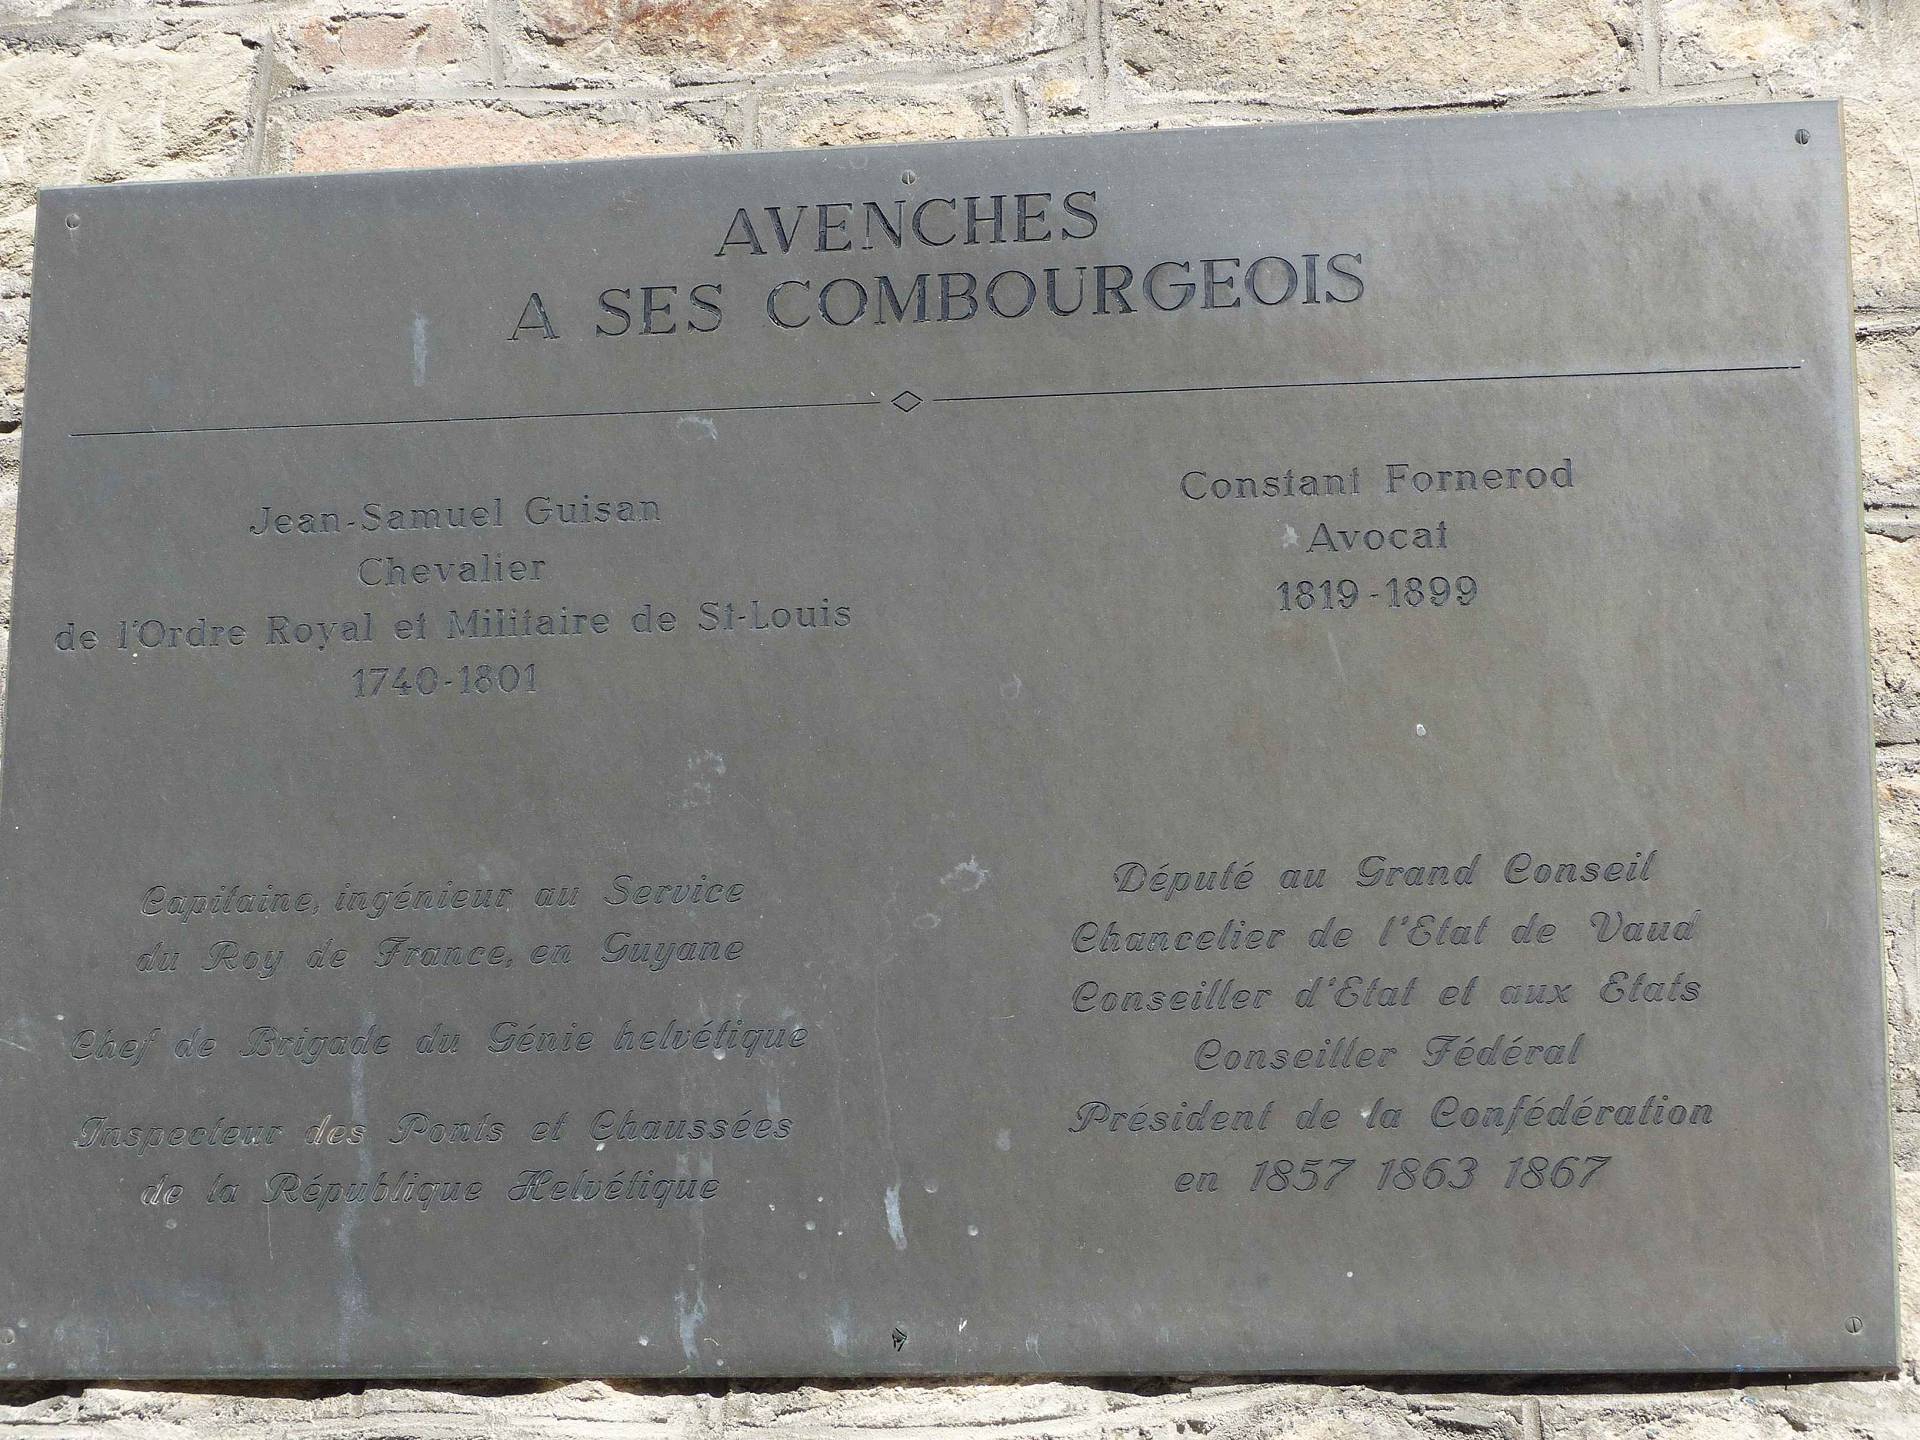 AVENCHES
A SES COMBOURGEOIS
Jean-Samuel Guisan
Chevalier
de l'Ordre Royal et Militaire de St-Louis
1740-1801
Capitaine, ingénieur au Service
du Roy de France, en Guyane
Chef de Brigade du Génie helvétique
Inspecteur des Ponts et Chaussées
de la République Helvétique
Constant Fornerod
Avocat
1819-1899
Député au Grand Conseil
Chancelier de l'Etat de Vaud
Conseiller d'Etat et aux Etats
Conseiller Fédéral
Président de la Confédération
en 1857 1863 1867